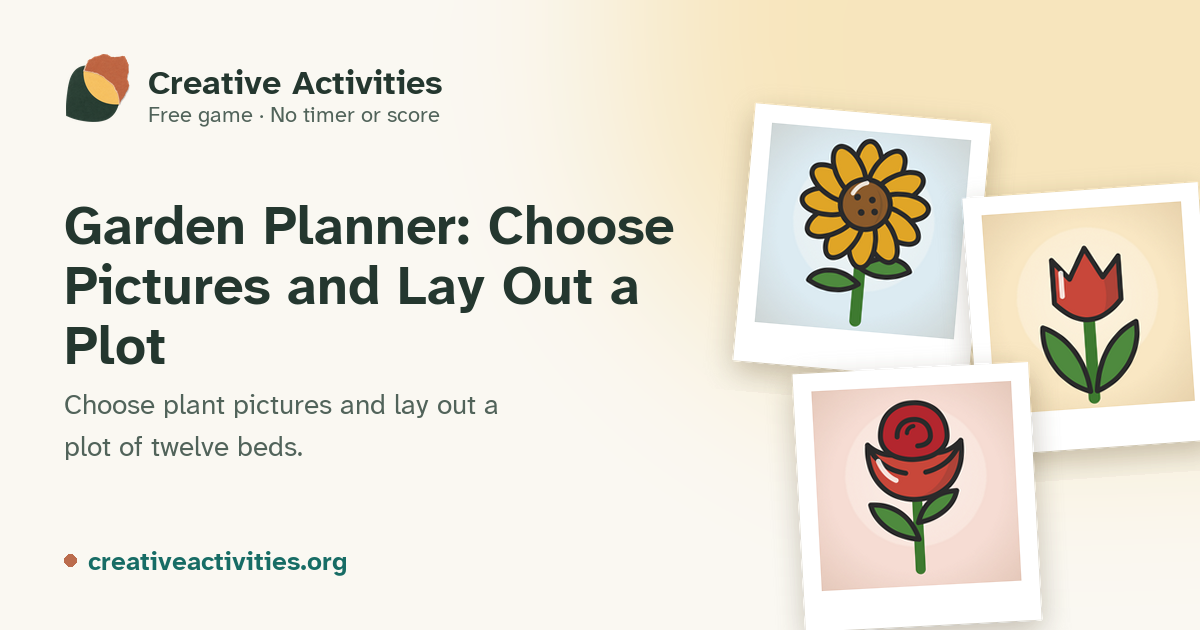 Creative Activities
Free game · No timer or score
Garden Planner: Choose
Pictures and Lay Out a
Plot
Choose plant pictures and lay out a
plot of twelve beds.
creativeactivities.org